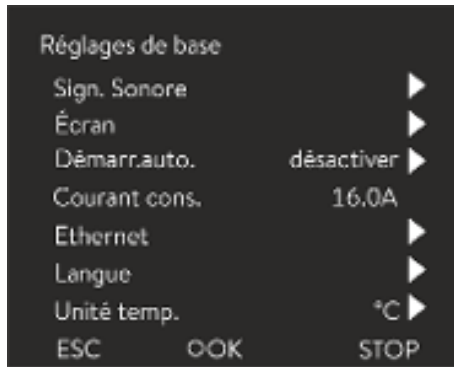 Réglages de base
Sign. Sonore
Écran
Démarr.auto. désactiver
Courant cons. 16.0A
Ethernet
Langue
Unité temp. °C
ESC OOK STOP